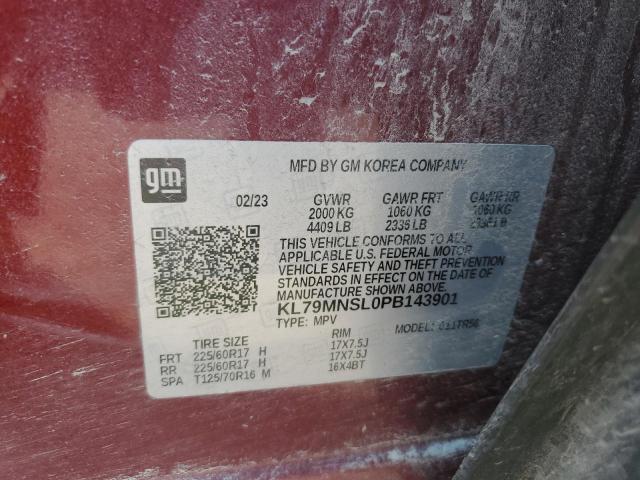 gm
MFD BY GM KOREA COMPANY
02/23 GVWR GAWR FRT GAWR RR
2000 KG 1060 KG 1060 KG
4409 LB 2336 LB LB
THIS VEHICLE CONFORMS TO ALL
APPLICABLE U.S. FEDERAL MOTOR
VEHICLE SAFETY AND THEFT PREVENTION
STANDARDS IN EFFECT ON THE DATE OF
MANUFACTURE SHOWN ABOVE.
KL79MNSL0PB143901
TYPE: MPV MODEL:
TIRE SIZE RIM
FRT 225/60R17 H 17X7.5J
RR 225/60R17 H 17X7.5J
SPA T125/70R16 M 16X4BT